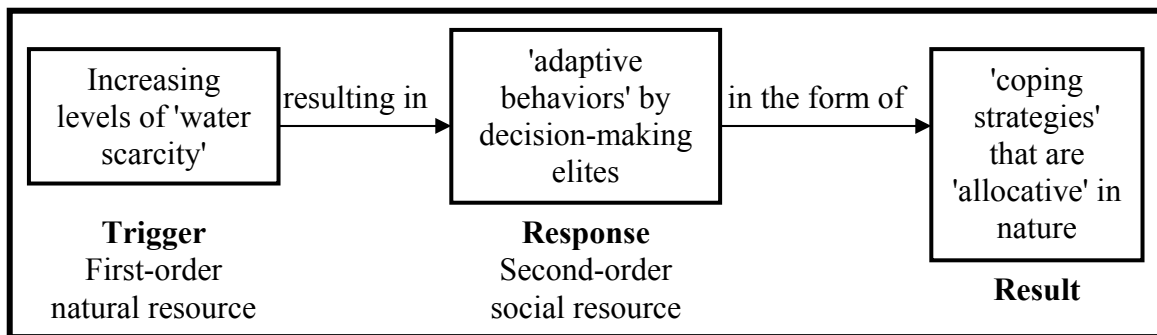 Increasing
levels of 'water
scarcity'
resulting in
'adaptive
behaviors' by
decision-making
elites
in the form of
'coping
strategies'
that are
'allocative' in
nature
Trigger
First-order
natural resource
Response
Second-order
social resource
Result